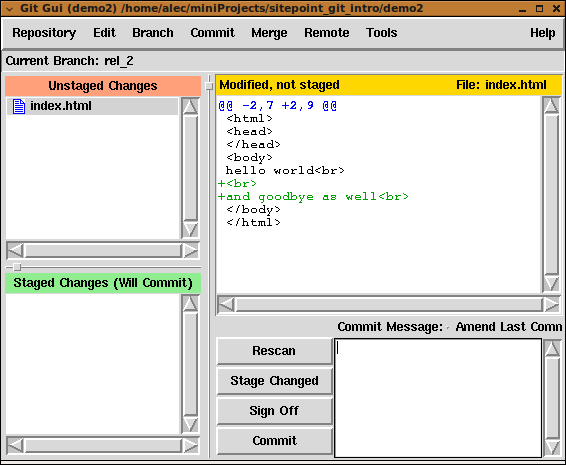 Git Gui (demo2) /home/alec/miniProjects/sitepoint_git_intro/demo2
Repository Edit Branch Commit Merge Remote Tools Help
Current Branch: rel_2
Unstaged Changes
index.html
Staged Changes (Will Commit)
Modified, not staged File: index.html
@@ -2,7 +2,9 @@
<html>
<head>
</head>
<body>
hello world<br>
+<br>
+and goodbye as well<br>
</body>
</html>
Commit Message: Amend Last Comn
Rescan
Stage Changed
Sign Off
Commit